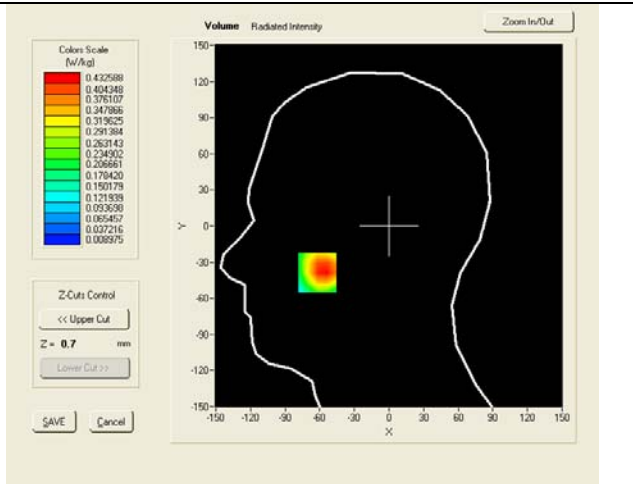 Volume Radiated Intensity
Zoom In/Out
Colors Scale
(W/kg)
0.432588
0.404348
0.376107
0.347866
0.319625
0.291384
0.263143
0.234902
0.206661
0.178420
0.150179
0.121939
0.093698
0.065457
0.037216
0.008975
Z-Cuts Control
<< Upper Cut
Z = 0.7 mm
Lower Cut >>
SAVE Cancel
150
120
90
60
30
0
-30
-60
-90
-120
-150
Y
-150 -120 -90 -60 -30 0 30 60 90 120 150
X